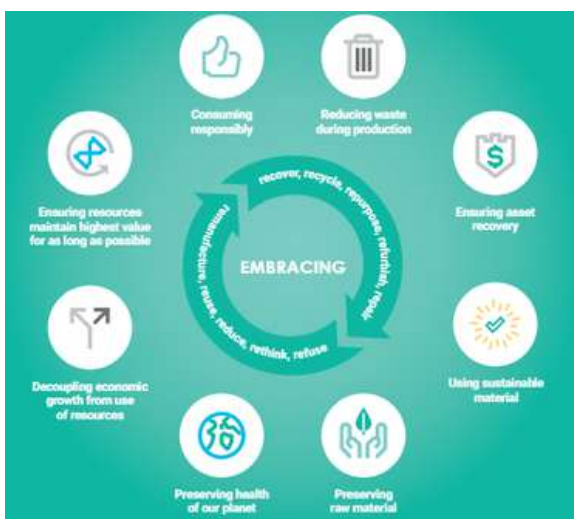 Consuming
responsibly
Reducing waste
during production
Ensuring resources
maintain highest value
for as long as possible
recover, recycle, repurpose, refurbish, repair
$
Ensuring asset
recovery
EMBRACING
remanufacture, reuse, reduce, rethink, refuse
Decoupling economic
growth from use
of resources
Using sustainable
material
Preserving health
of our planet
Preserving
raw material